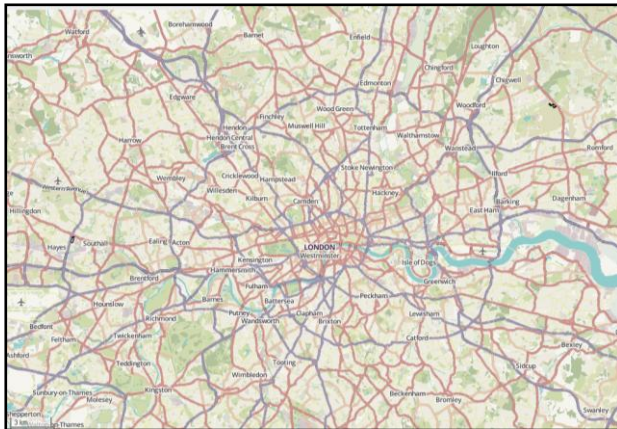 Borehamwood
Loughton
Watford
Barnet
Enfield
Chingford
Chigwell
Edmonton
Edgware
Woodford
Wood Green
Finchley
Hendon
Muswell Hill
Tottenham
Hendon Central
Walthamstow
Harrow
Brent Cross
Wanstead
Romford
Stoke Newington
Ilford
Cricklewood
Hampstead
Wembley
Willesden
Hackney
Kilburn
Camden
Barking
Dagenham
Hillingdon
East Ham
Southall
Ealing
Acton
Hayes
LONDON
Westminster
Kensington
Isle of Dogs
Hammersmith
Brentford
Greenwich
Fulham
Peckham
Barnes
Battersea
Hounslow
Putney
Clapham
Lewisham
Richmond
Wandsworth
Brixton
Bedfont
Twickenham
Catford
Feltham
Bexley
Ashford
Teddington
Tooting
Sidcup
Wimbledon
Kingston
Sunbury-on-Thames
Beckenham
Molesey
Bromley
Shepperton
Swanley
3 km
on-Thames